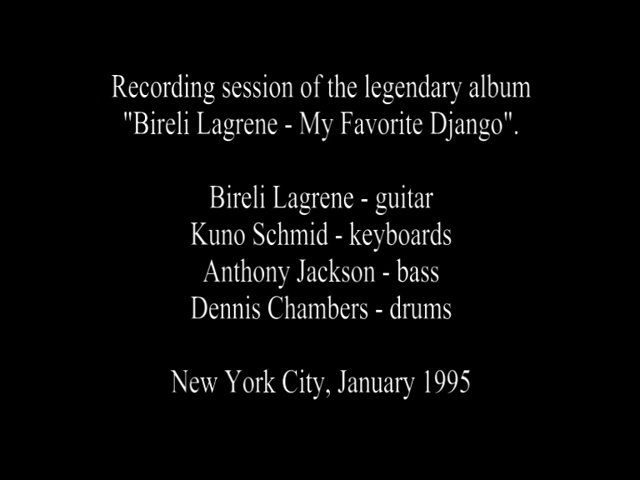 Recording session of the legendary album
"Bireli Lagrene - My Favorite Django".
Bireli Lagrene - guitar
Kuno Schmid - keyboards
Anthony Jackson - bass
Dennis Chambers - drums
New York City, January 1995